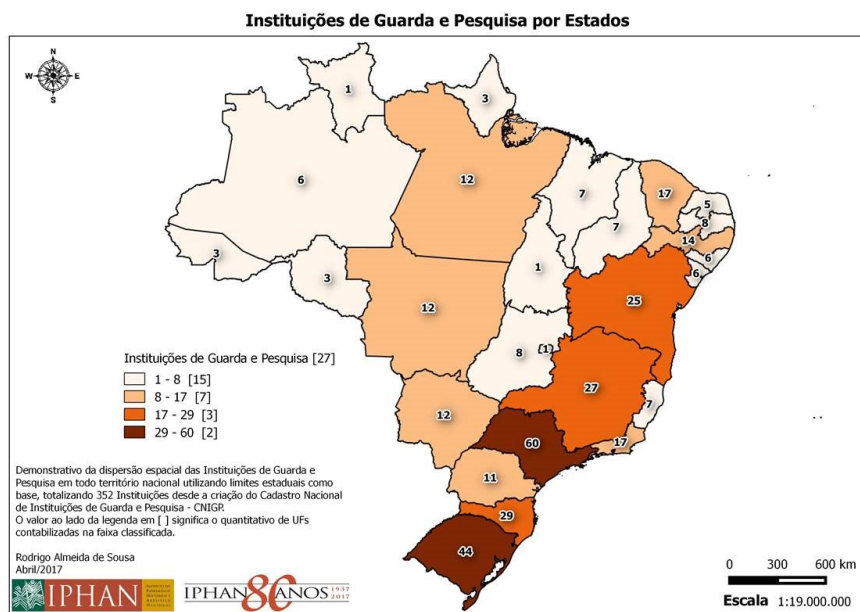 Instituições de Guarda e Pesquisa por Estados
N
W E
S
1
3
6
12
7
17
5
8
7
14
6
6
3
3
1
12
25
8
1
27
12
7
60
17
11
29
44
Instituições de Guarda e Pesquisa [27]
1 - 8 [15]
8 - 17 [7]
17 - 29 [3]
29 - 60 [2]
Demonstrativo da dispersão espacial das Instituições de Guarda e
Pesquisa em todo território nacional utilizando limites estaduais como
base, totalizando 352 Instituições desde a criação do Cadastro Nacional
de Instituições de Guarda e Pesquisa - CNIGP.
O valor ao lado da legenda em [ ] significa o quantitativo de UFs
contabilizadas na faixa classificada.
Rodrigo Almeida de Sousa
Abril/2017
IPHAN
IPHAN 80 ANOS 1937
2017
0 300 600 km
Escala 1:19.000.000